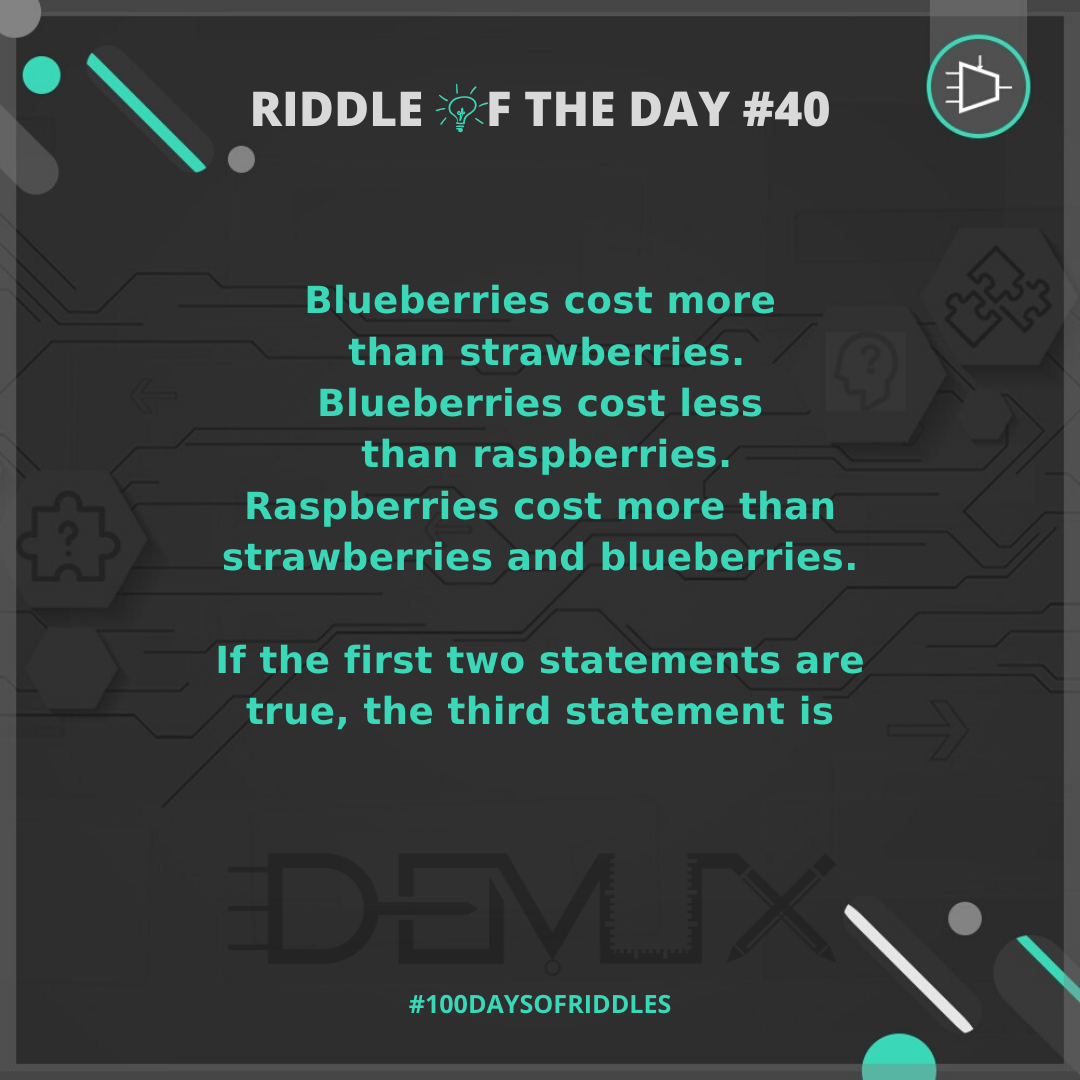 RIDDLE OF THE DAY #40
Blueberries cost more
than strawberries.
Blueberries cost less
than raspberries.
Raspberries cost more than
strawberries and blueberries.
If the first two statements are
true, the third statement is
DEMUX
#100DAYSOFRIDDLES